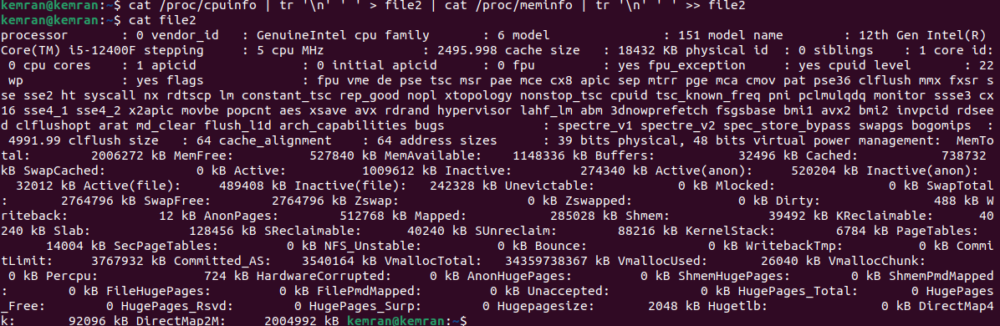 kemran@kemran:~$ cat /proc/cpuinfo | tr '\n' ' ' > file2 | cat /proc/meminfo | tr '\n' ' ' >> file2
kemran@kemran:~$ cat file2
processor : 0 vendor_id : GenuineIntel cpu family : 6 model : 151 model name : 12th Gen Intel(R)
Core(TM) i5-12400F stepping : 5 cpu MHz : 2495.998 cache size : 18432 KB physical id : 0 siblings : 1 core id:
0 cpu cores : 1 apicid : 0 initial apicid : 0 fpu : yes fpu_exception : yes cpuid level : 22
wp : yes flags : fpu vme de pse tsc msr pae mce cx8 apic sep mtrr pge mca cmov pat pse36 clflush mmx fxsr s
se sse2 ht syscall nx rdtscp lm constant_tsc rep_good nopl xtopology nonstop_tsc cpuid tsc_known_freq pni pclmulqdq monitor ssse3 cx
16 sse4_1 sse4_2 x2apic movbe popcnt aes xsave avx rdrand hypervisor lahf_lm abm 3dnowprefetch fsgsbase bmi1 avx2 bmi2 invpcid rdsee
d clflushopt arat md_clear flush_l1d arch_capabilities bugs : spectre_v1 spectre_v2 spec_store_bypass swapgs bogomips :
4991.99 clflush size : 64 cache_alignment : 64 address sizes : 39 bits physical, 48 bits virtual power management: MemTo
tal: 2006272 kB MemFree: 527840 kB MemAvailable: 1148336 kB Buffers: 32496 kB Cached: 738732
kB SwapCached: 0 kB Active: 1009612 kB Inactive: 274340 kB Active(anon): 520204 kB Inactive(anon):
32012 kB Active(file): 489408 kB Inactive(file): 242328 kB Unevictable: 0 kB Mlocked: 0 kB SwapTotal
: 2764796 kB SwapFree: 2764796 kB Zswap: 0 kB Zswapped: 0 kB Dirty: 488 kB W
riteback: 12 kB AnonPages: 512768 kB Mapped: 285028 kB Shmem: 39492 kB KReclaimable: 40
240 kB Slab: 128456 kB SReclaimable: 40240 kB SUnreclaim: 88216 kB KernelStack: 6784 kB PageTables:
14004 kB SecPageTables: 0 kB NFS_Unstable: 0 kB Bounce: 0 kB WritebackTmp: 0 kB Commi
tLimit: 3767932 kB Committed_AS: 3540164 kB VmallocTotal: 34359738367 kB VmallocUsed: 26040 kB VmallocChunk:
0 kB Percpu: 724 kB HardwareCorrupted: 0 kB AnonHugePages: 0 kB ShmemHugePages: 0 kB ShmemPmdMapped
: 0 kB FileHugePages: 0 kB FilePmdMapped: 0 kB Unaccepted: 0 kB HugePages_Total: 0 HugePages
_Free: 0 HugePages_Rsvd: 0 HugePages_Surp: 0 Hugepagesize: 2048 kB Hugetlb: 0 kB DirectMap4
k: 92096 kB DirectMap2M: 2004992 kB kemran@kemran:~$